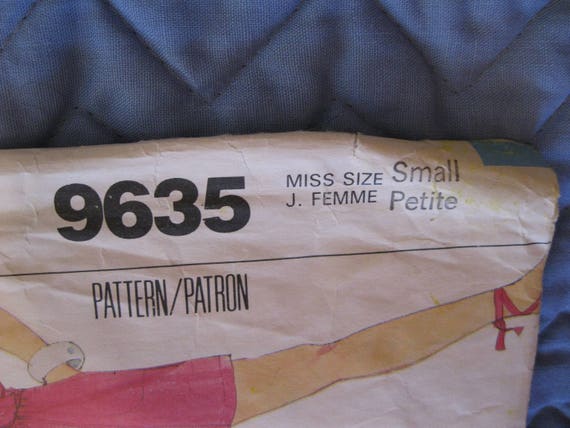 9635
MISS SIZE Small
J. FEMME Petite
PATTERN/PATRON